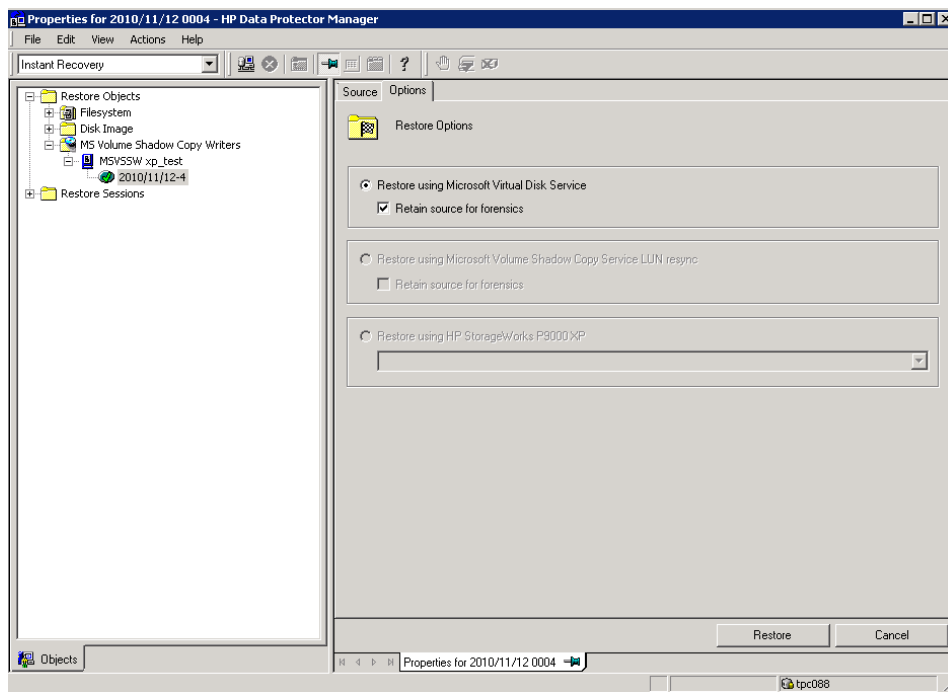 Properties for 2010/11/12 0004 - HP Data Protector Manager
File Edit View Actions Help
Instant Recovery
Restore Objects
Filesystem
Disk Image
MS Volume Shadow Copy Writers
MSVSSW xp_test
2010/11/12-4
Restore Sessions
Objects
Source Options
Restore Options
Restore using Microsoft Virtual Disk Service
Retain source for forensics
Restore using Microsoft Volume Shadow Copy Service LUN resync
Retain source for forensics
Restore using HP StorageWorks P9000 XP
Restore Cancel
Properties for 2010/11/12 0004
tpc088